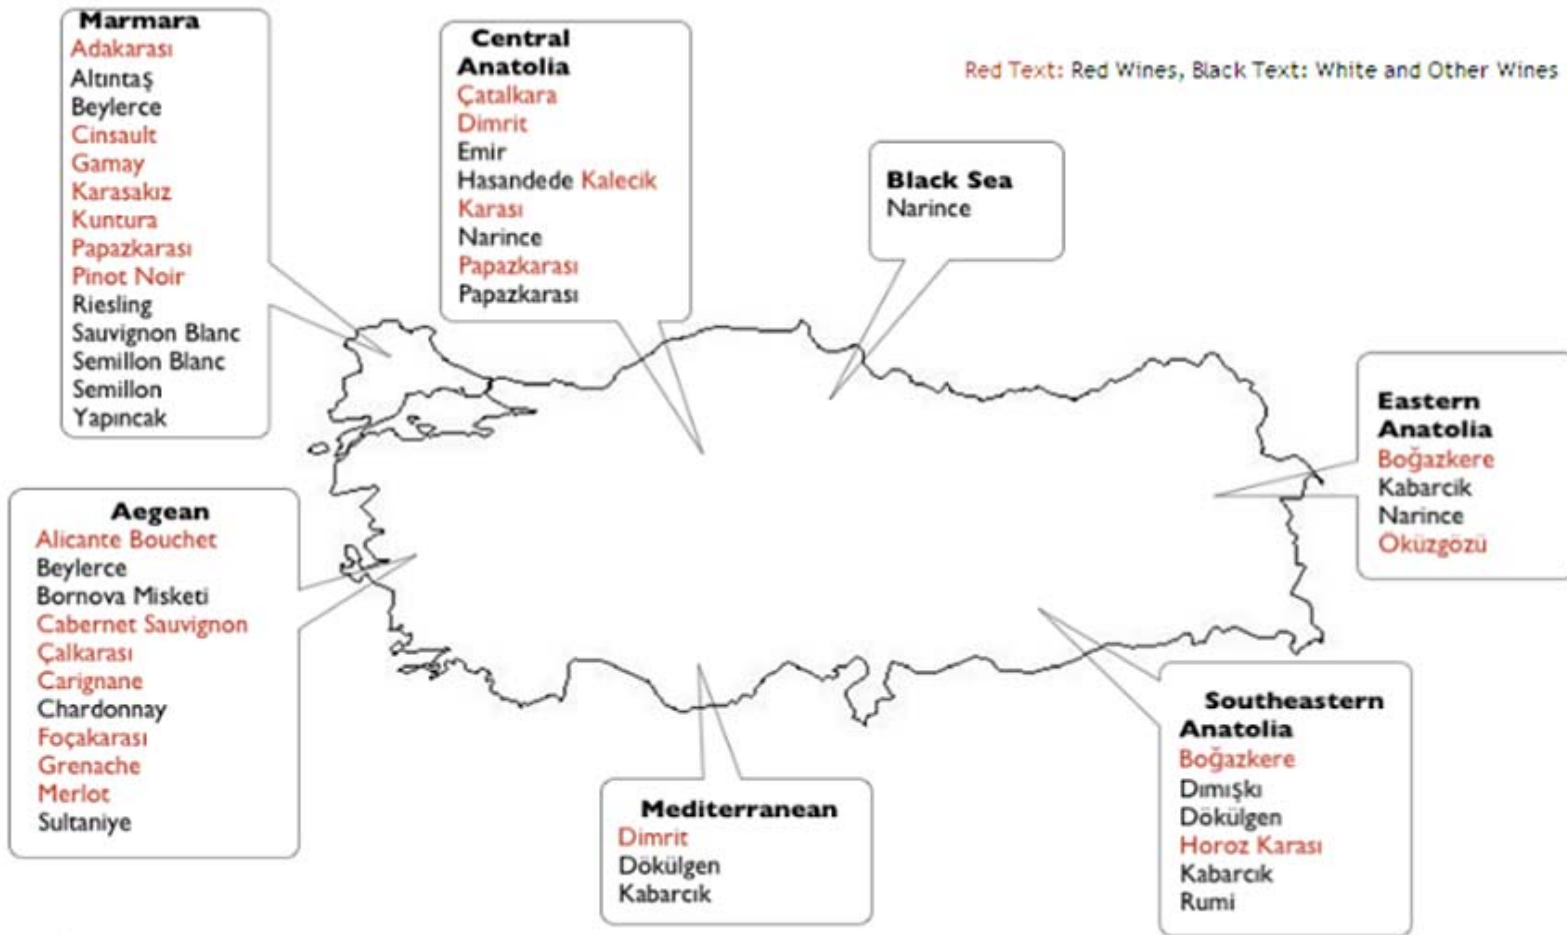 Marmara
Adakarası
Altıntaş
Beylerce
Cinsault
Gamay
Karasakız
Kuntura
Papazkarası
Pinot Noir
Riesling
Sauvignon Blanc
Semillon Blanc
Semillon
Yapıncak
Central
Anatolia
Çatalkara
Dimrit
Emir
Hasandede Kalecik
Karası
Narince
Papazkarası
Papazkarası
Red Text: Red Wines, Black Text: White and Other Wines
Black Sea
Narince
Eastern
Anatolia
Boğazkere
Kabarcik
Narince
Oküzgözü
Aegean
Alicante Bouchet
Beylerce
Bornova Misketi
Cabernet Sauvignon
Çalkarası
Carignane
Chardonnay
Foçakarası
Grenache
Merlot
Sultaniye
Mediterranean
Dimrit
Dökülgen
Kabarcık
Southeastern
Anatolia
Boğazkere
Dımışkı
Dökülgen
Horoz Karası
Kabarcık
Rumi